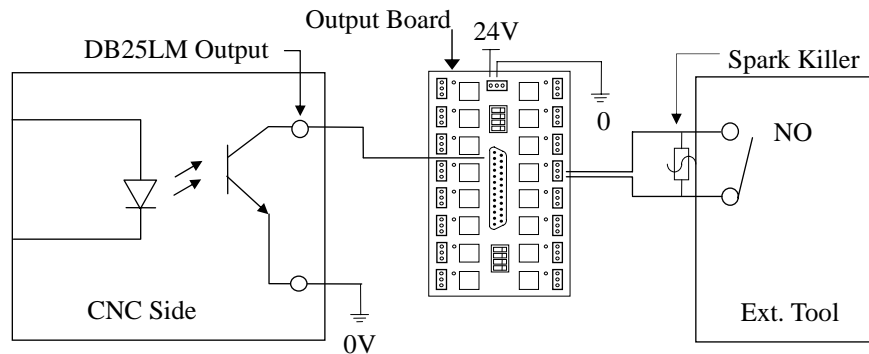 Output Board
24V
DB25LM Output
Spark Killer
0
NO
CNC Side
0V
Ext. Tool